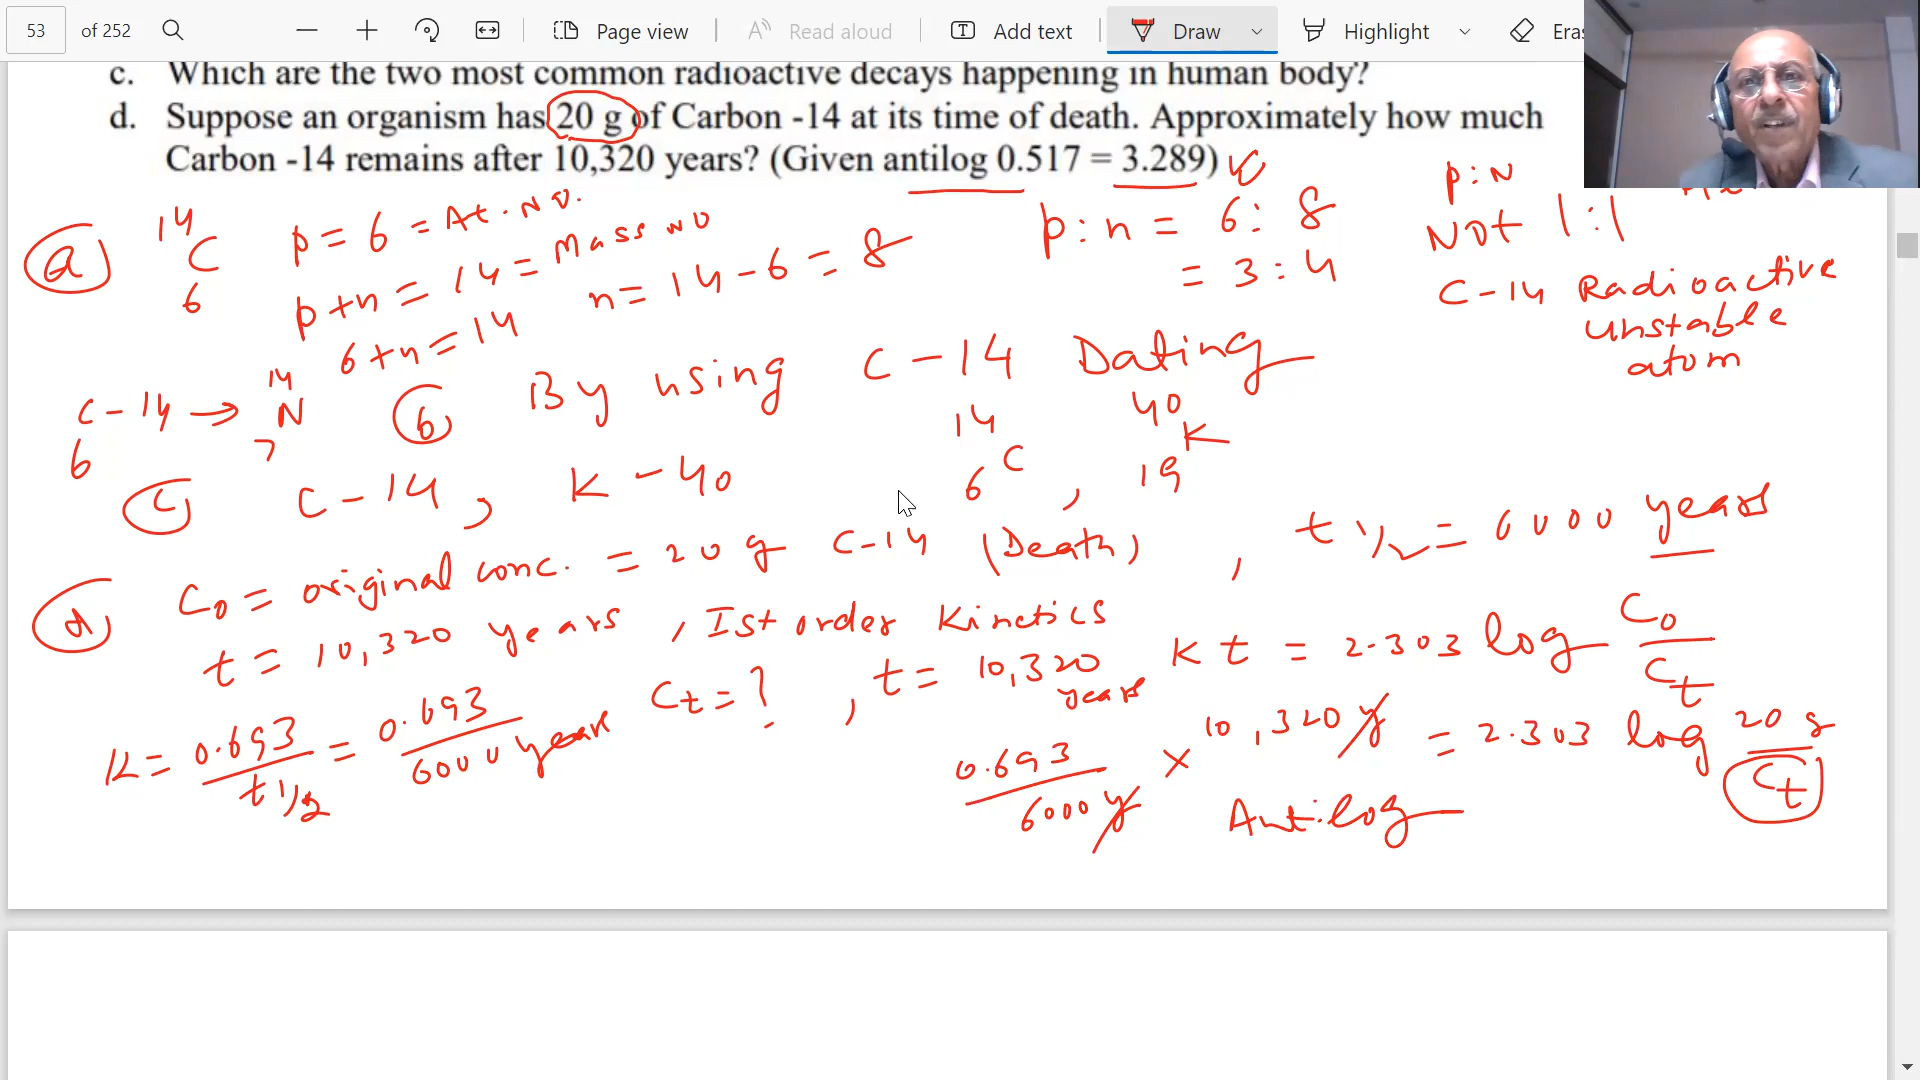 53 of 252 Page view Read aloud Add text Draw Highlight
c. Which are the two most common radioactive decays happening in human body?
d. Suppose an organism has 20 g of Carbon -14 at its time of death. Approximately how much
Carbon -14 remains after 10,320 years? (Given antilog 0.517 = 3.289)
p : N
Not 1:1
C-14 Radioactive
unstable
atom
(a) 14 C 6 p = 6 = At. No.
p+n = 14 = Mass No
6+n = 14 n = 14-6 = 8
p : n = 6 : 8
= 3 : 4
C-14 → 14 N
6 7
(b) By using C-14 Dating
(c) C-14, K-40 14 C 6, 40 K 19
(d) C0 = original conc. = 20 g C-14 (Death), t 1/2 = 6000 years
t = 10,320 years, Ist order Kinetics
Kt = 2.303 log C0/Ct
K = 0.693/t 1/2 = 0.693/6000 years Ct = ?, t = 10,320 years
0.693/6000y × 10,320 y = 2.303 log 20 g/Ct
Antilog